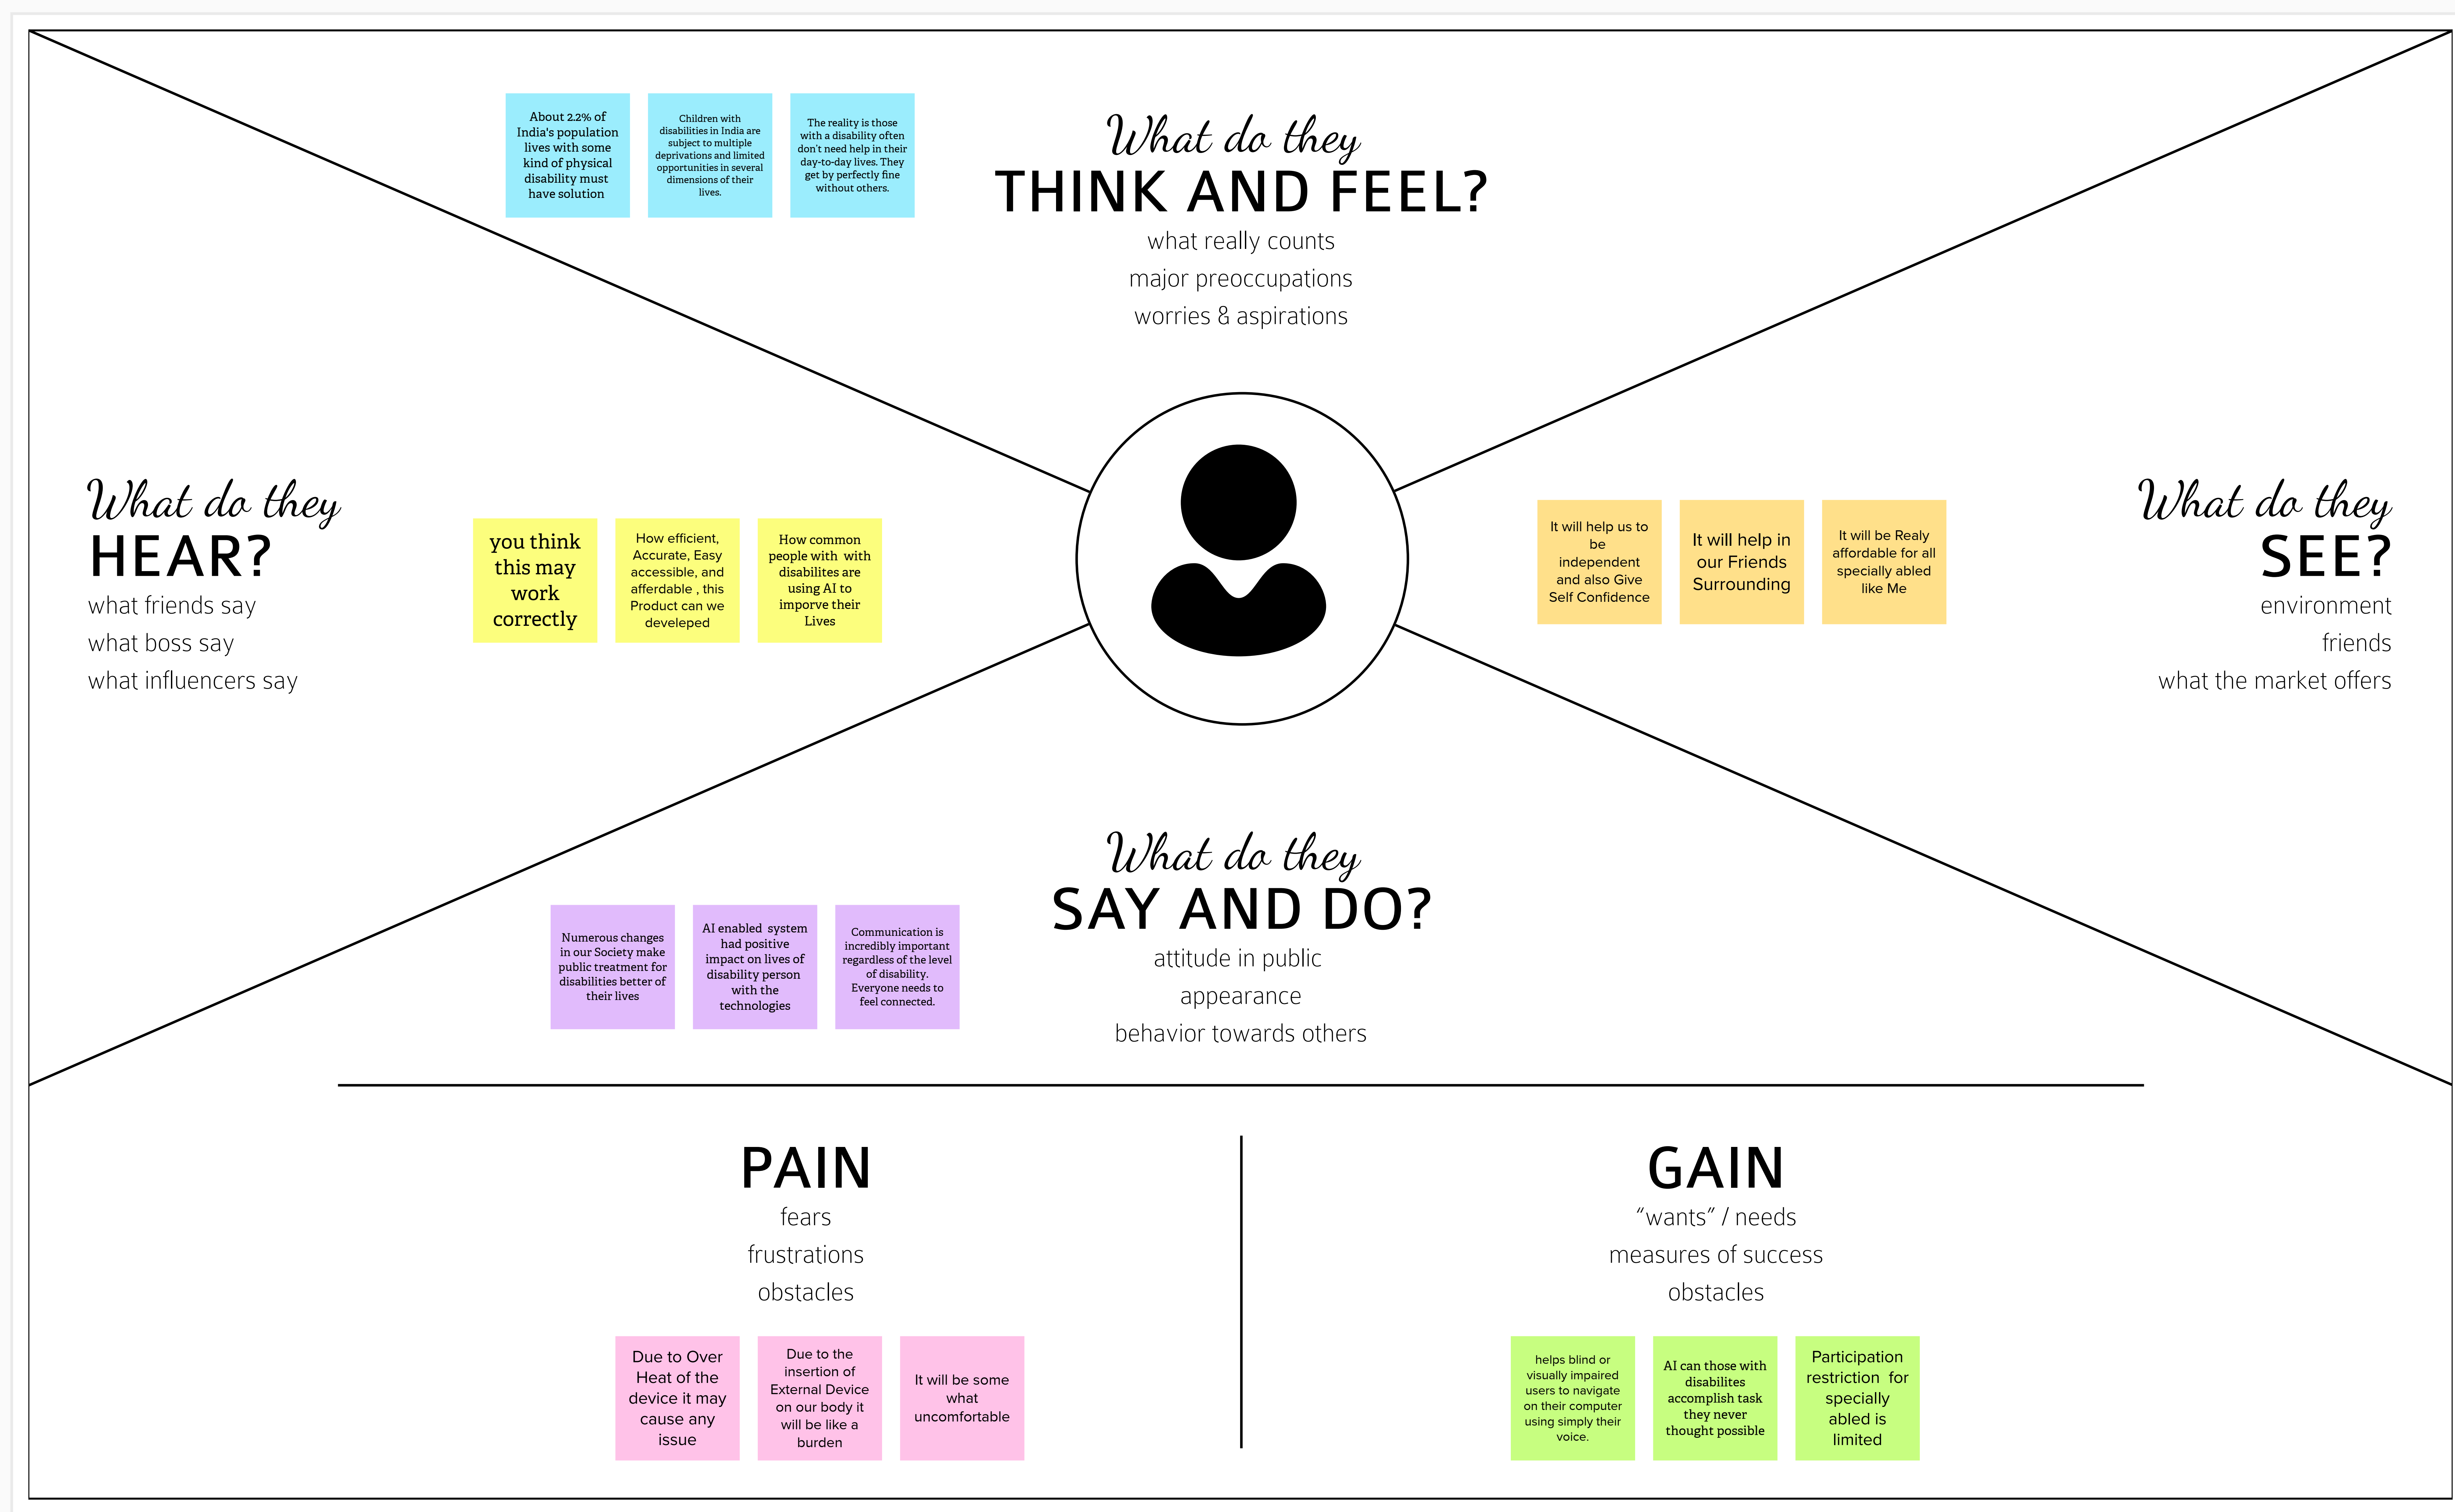 About 2.2% of
India's population
lives with some
kind of physical
disability must
have solution
Children with
disabilities in India are
subject to multiple
deprivations and limited
opportunities in several
dimensions of their
lives.
The reality is those
with a disability often
don't need help in their
day-to-day lives. They
get by perfectly fine
without others.
What do they
THINK AND FEEL?
what really counts
major preoccupations
worries & aspirations
What do they
HEAR?
what friends say
what boss say
what influencers say
you think
this may
work
correctly
How efficient,
Accurate, Easy
accessible, and
afferdable , this
Product can we
develeped
How common
people with with
disabilites are
using AI to
imporve their
Lives
It will help us to
be
independent
and also Give
Self Confidence
It will help in
our Friends
Surrounding
It will be Realy
affordable for all
specially abled
like Me
What do they
SEE?
environment
friends
what the market offers
What do they
SAY AND DO?
attitude in public
appearance
behavior towards others
Numerous changes
in our Society make
public treatment for
disabilities better of
their lives
AI enabled system
had positive
impact on lives of
disability person
with the
technologies
Communication is
incredibly important
regardless of the level
of disability.
Everyone needs to
feel connected.
PAIN
fears
frustrations
obstacles
Due to Over
Heat of the
device it may
cause any
issue
Due to the
insertion of
External Device
on our body it
will be like a
burden
It will be some
what
uncomfortable
GAIN
“wants” / needs
measures of success
obstacles
helps blind or
visually impaired
users to navigate
on their computer
using simply their
voice.
AI can those with
disabilites
accomplish task
they never
thought possible
Participation
restriction for
specially
abled is
limited